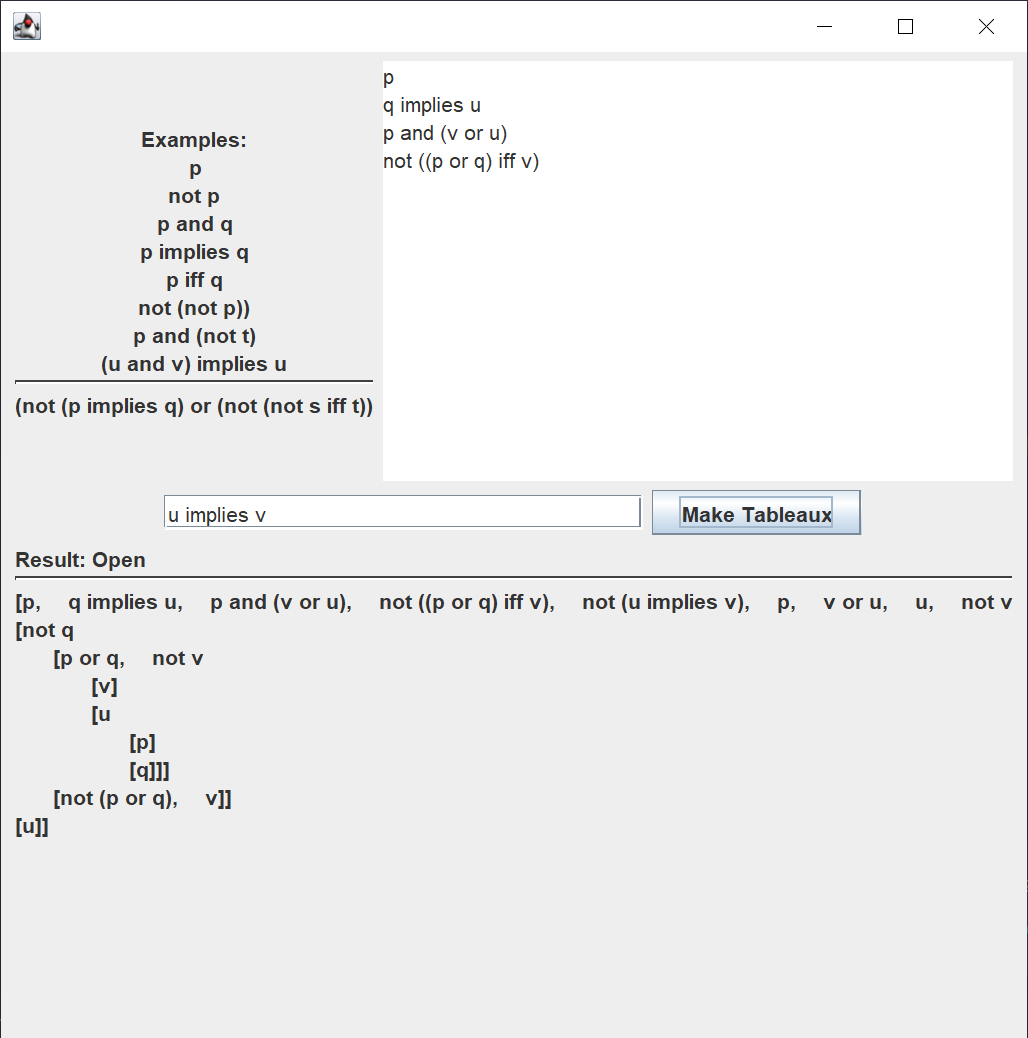 Examples:
p
not p
p and q
p implies q
p iff q
not (not p))
p and (not t)
(u and v) implies u
(not (p implies q) or (not (not s iff t))
p
q implies u
p and (v or u)
not ((p or q) iff v)
u implies v
Make Tableaux
Result: Open
[p, q implies u, p and (v or u), not ((p or q) iff v), not (u implies v), p, v or u, u, not v
[not q
[p or q, not v
[v]
[u
[p]
[q]]]
[not (p or q), v]]
[u]]